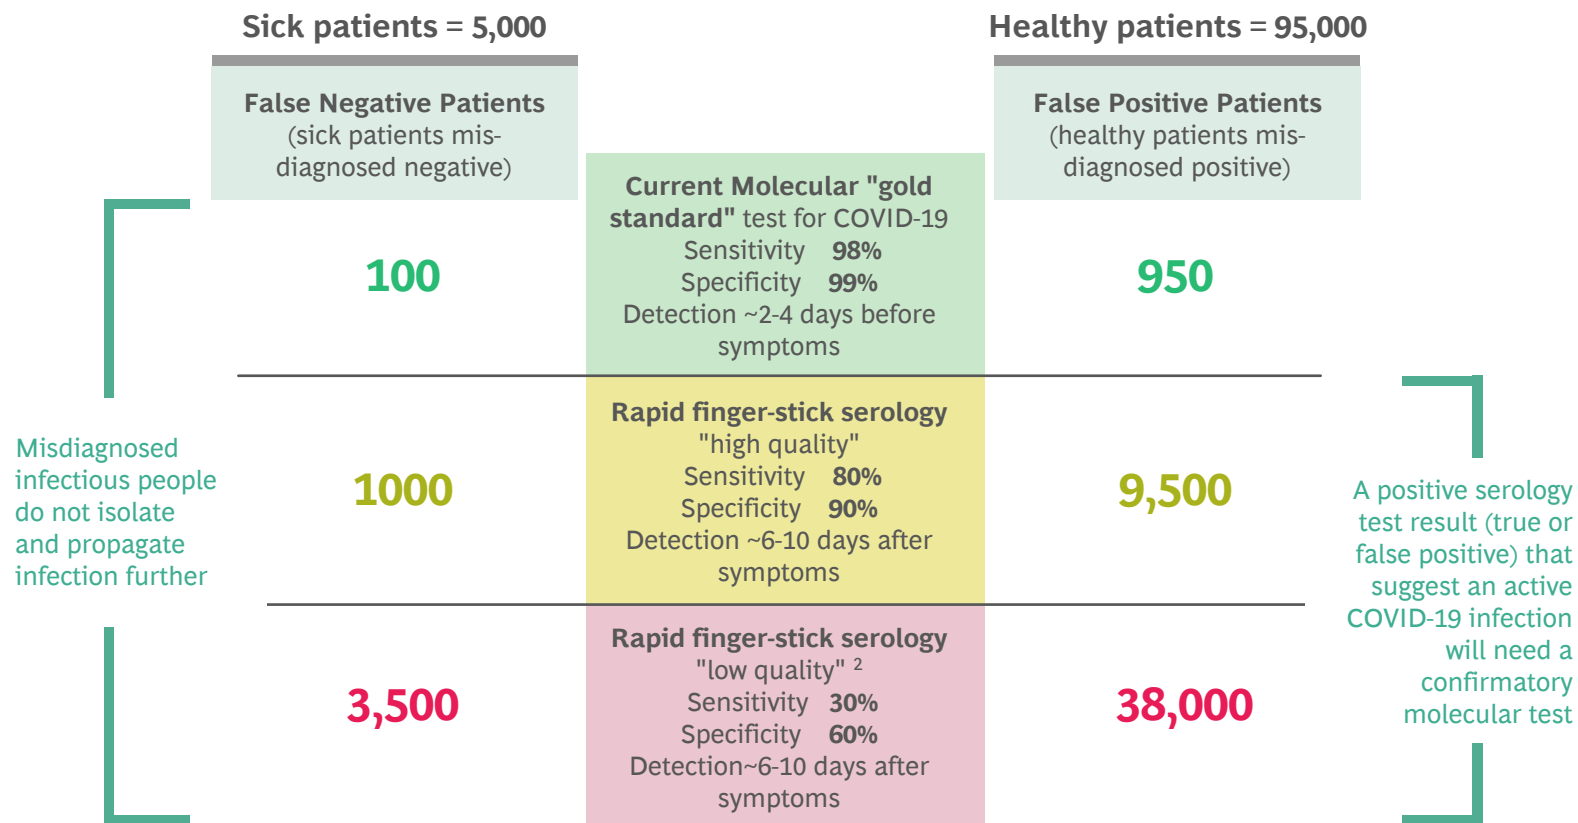 Sick patients = 5,000
Healthy patients = 95,000
False Negative Patients
(sick patients mis-
diagnosed negative)
False Positive Patients
(healthy patients mis-
diagnosed positive)
Current Molecular "gold
standard" test for COVID-19
Sensitivity 98%
Specificity 99%
Detection ~2-4 days before
symptoms
100
950
Rapid finger-stick serology
"high quality"
Sensitivity 80%
Specificity 90%
Detection ~6-10 days after
symptoms
1000
9,500
Rapid finger-stick serology
"low quality" ²
Sensitivity 30%
Specificity 60%
Detection~6-10 days after
symptoms
3,500
38,000
Misdiagnosed
infectious people
do not isolate
and propagate
infection further
A positive serology
test result (true or
false positive) that
suggest an active
COVID-19 infection
will need a
confirmatory
molecular test